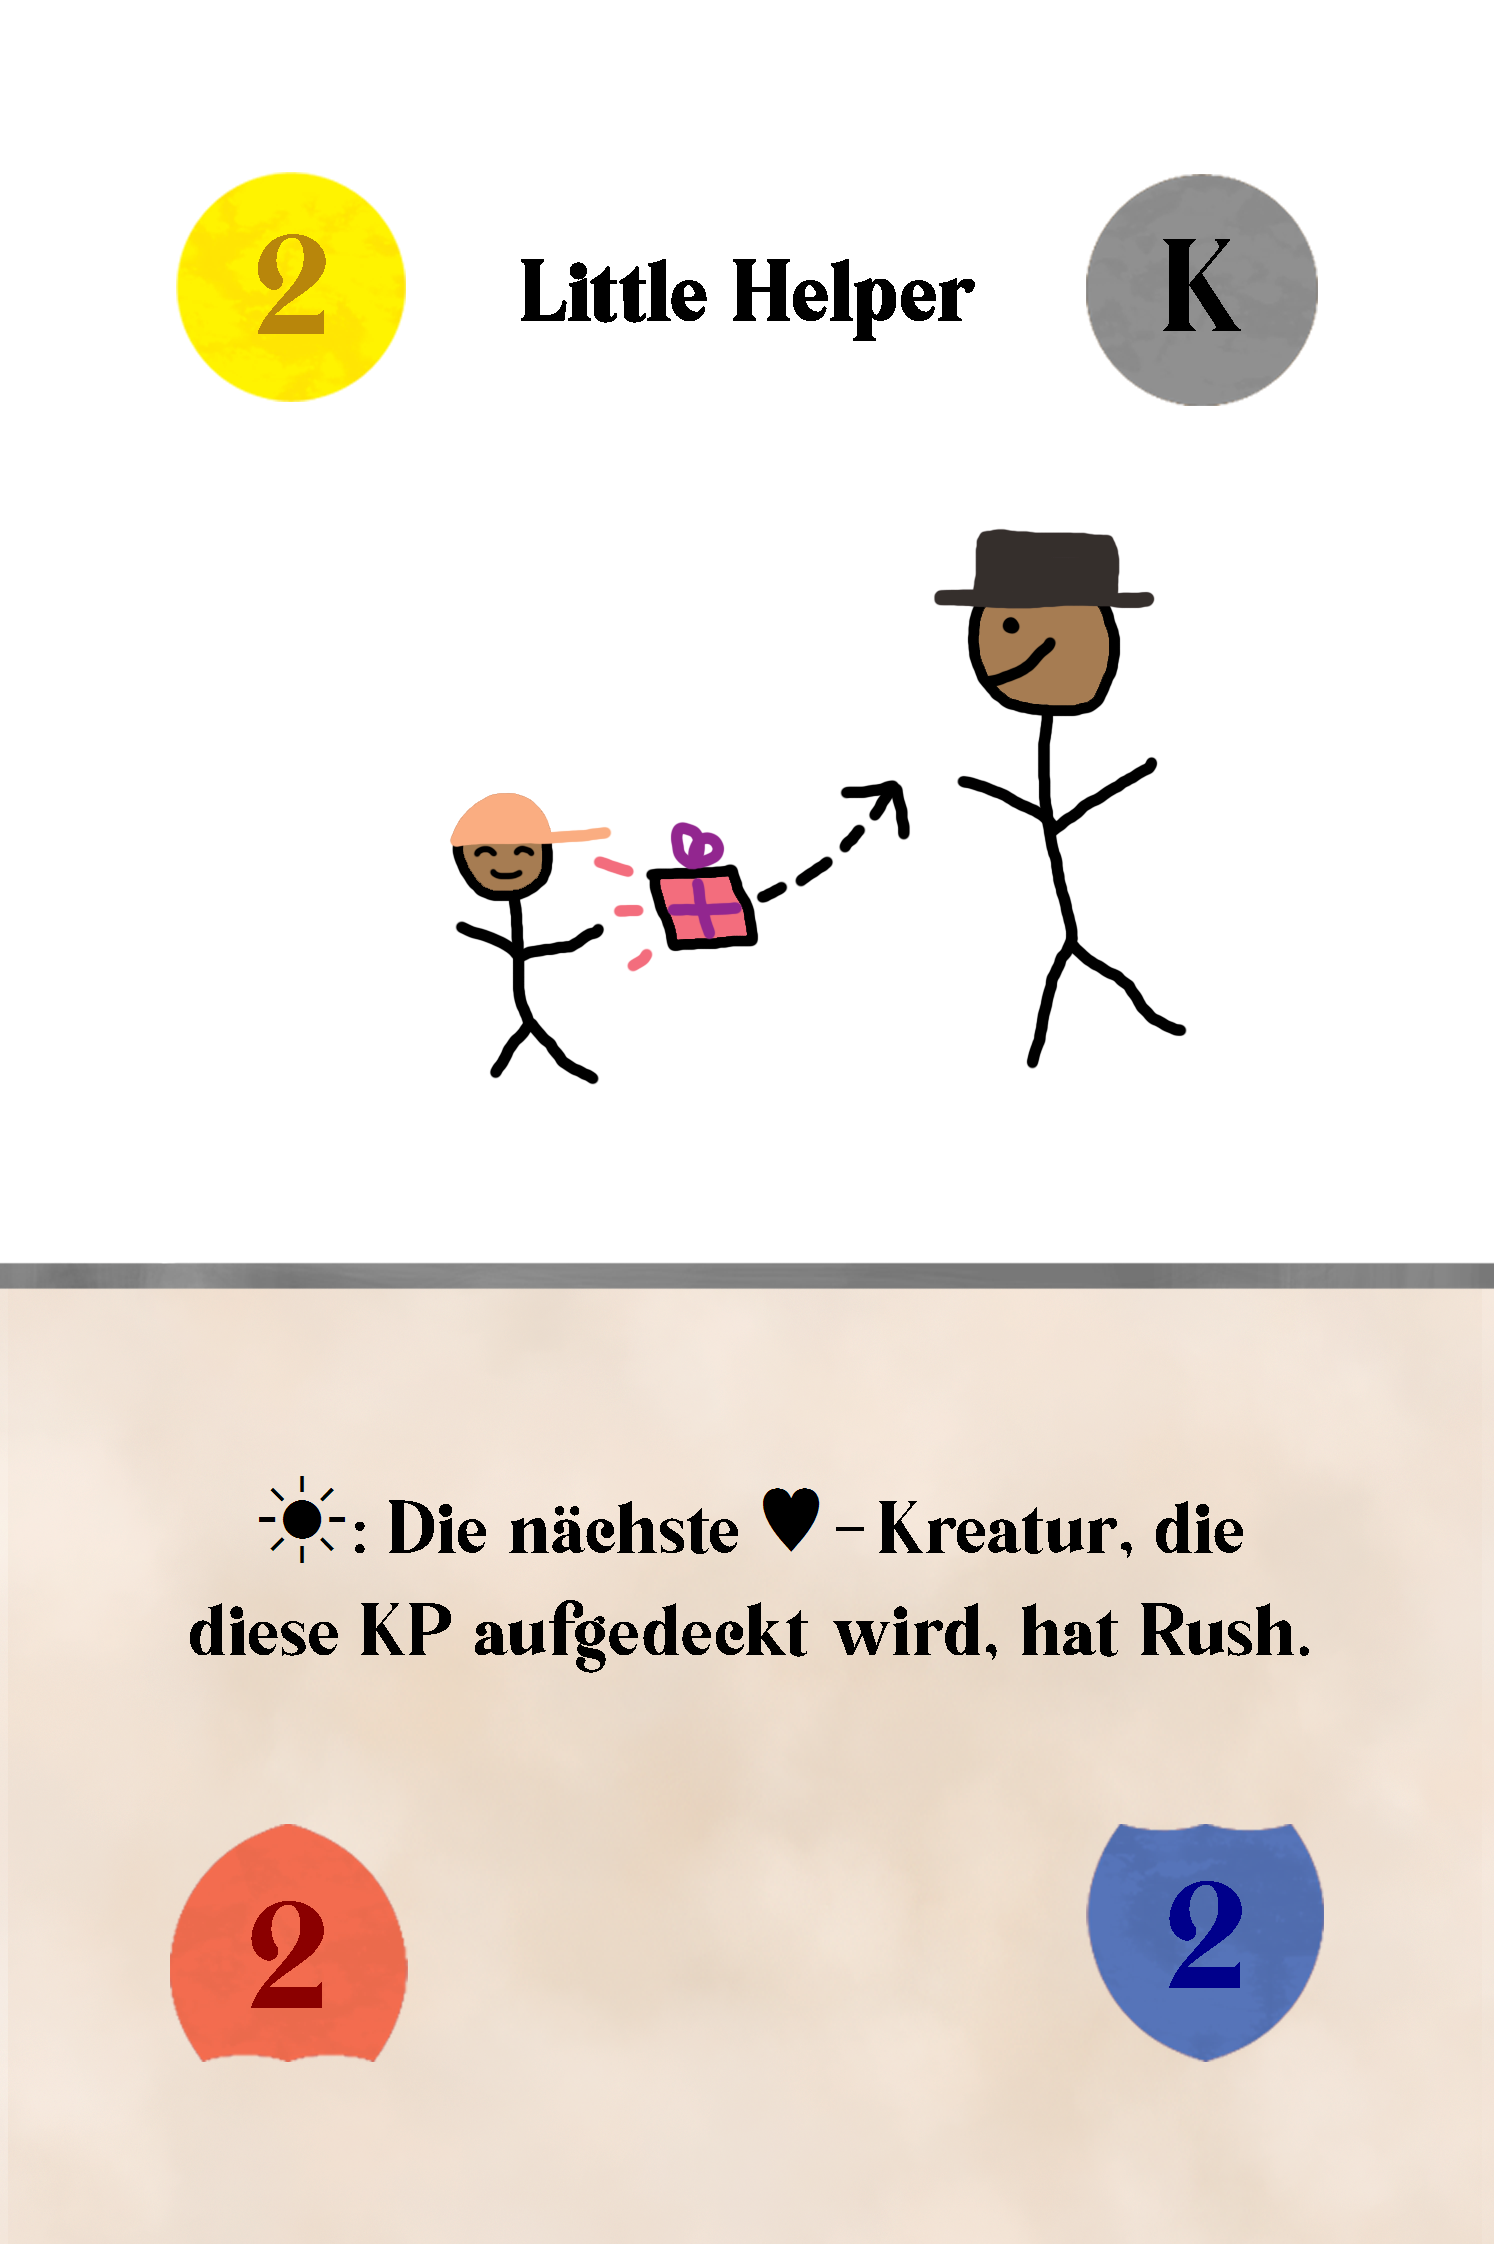 2 Little Helper K
☀: Die nächste ♥ – Kreatur, die
diese KP aufgedeckt wird, hat Rush.
2 2